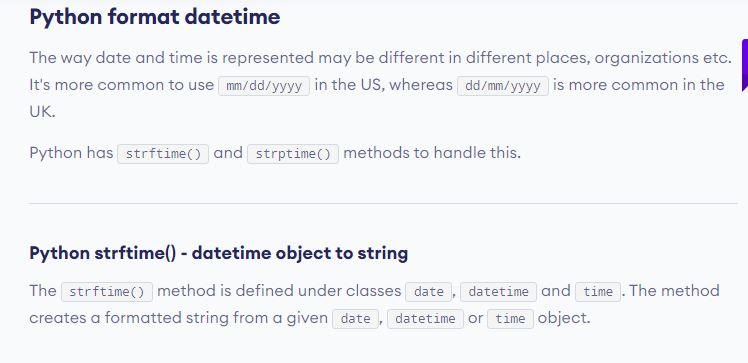 Python format datetime
The way date and time is represented may be different in different places, organizations etc.
It's more common to use mm/dd/yyyy in the US, whereas dd/mm/yyyy is more common in the
UK.
Python has strftime() and strptime() methods to handle this.
Python strftime() - datetime object to string
The strftime() method is defined under classes date, datetime and time. The method
creates a formatted string from a given date, datetime or time object.